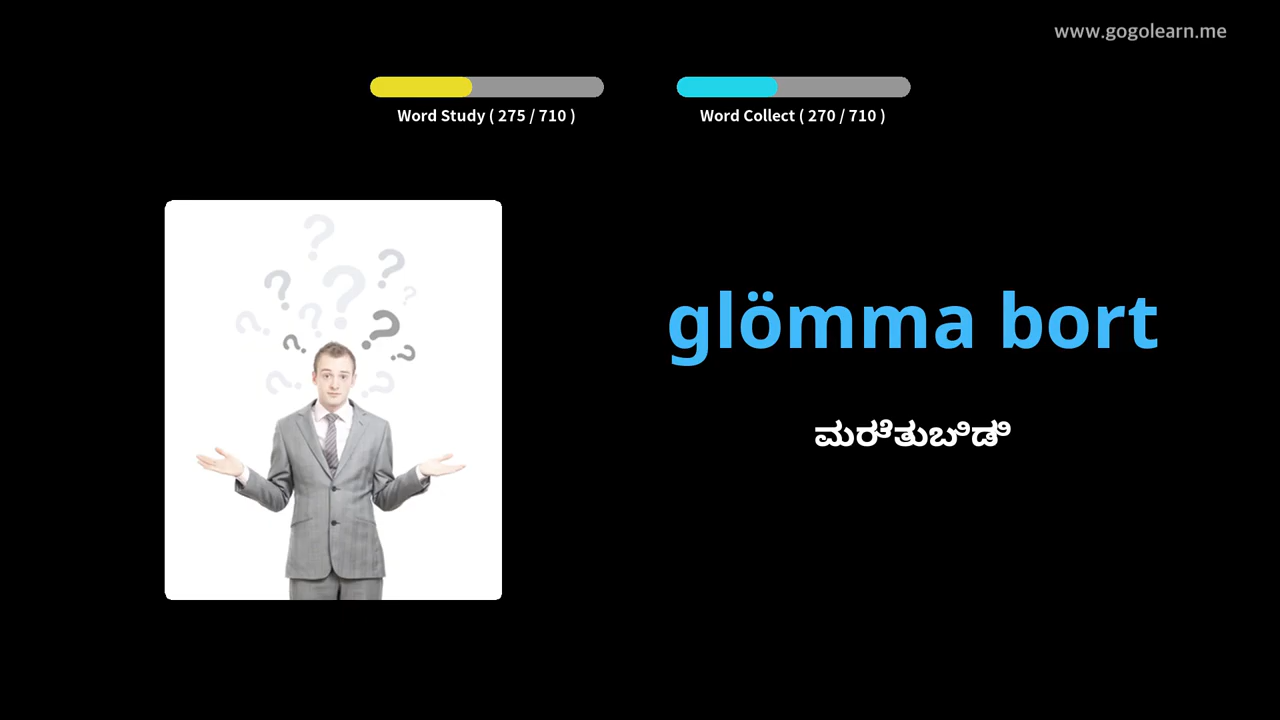 www.gogolearn.me
Word Study ( 275 / 710 )
Word Collect ( 270 / 710 )
glömma bort
ಮರೆತುಬಿಡಿ